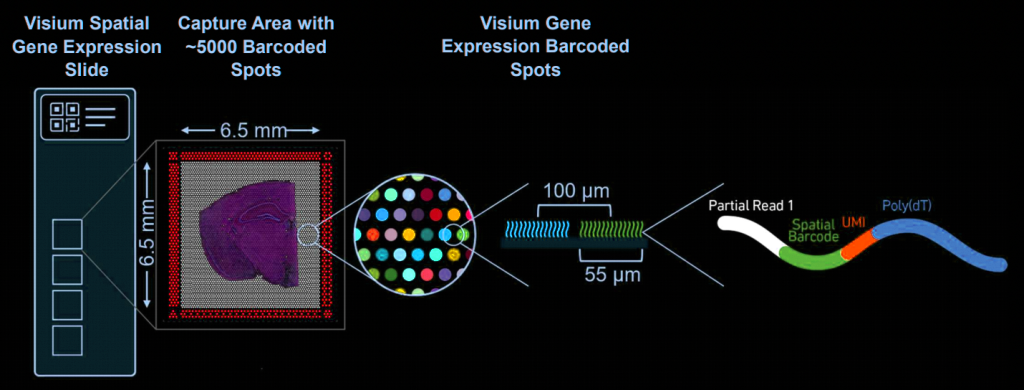 Visium Spatial
Gene Expression
Slide
Capture Area with
~5000 Barcoded
Spots
Visium Gene
Expression Barcoded
Spots
6.5 mm
6.5 mm
100 µm
55 µm
Partial Read 1
Spatial
Barcode
UMI
Poly(dT)